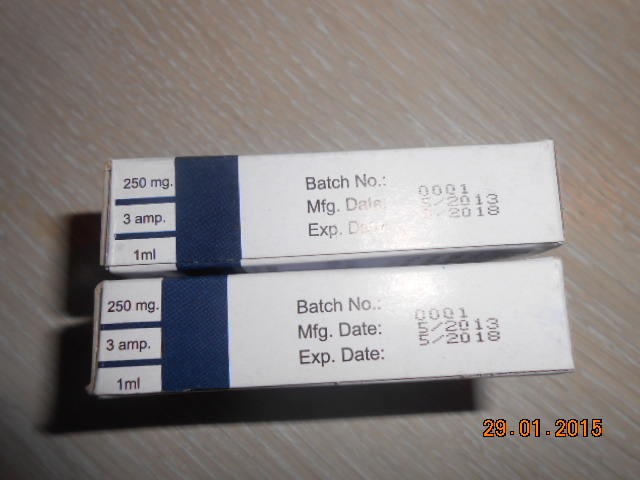 250 mg.
3 amp.
1ml
Batch No.: 0001
Mfg. Date: 5/2013
Exp. Date: 5/2018
250 mg.
3 amp.
1ml
Batch No.: 0001
Mfg. Date: 5/2013
Exp. Date: 5/2018
29.01.2015